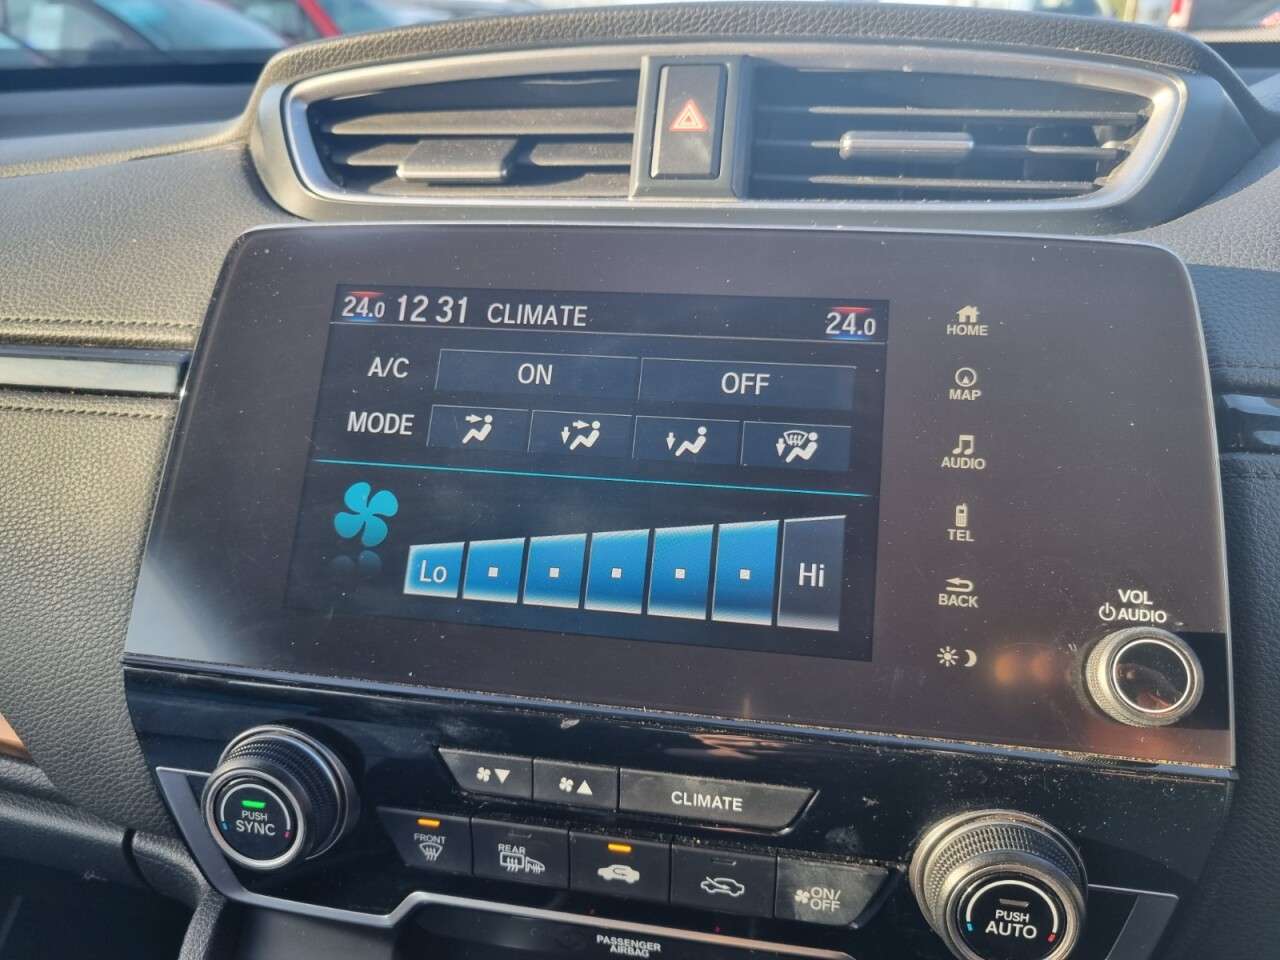 24.0 12 31 CLIMATE 24.0
A/C ON OFF
MODE
Lo Hi
HOME
MAP
AUDIO
TEL
BACK
VOL
AUDIO
CLIMATE
PUSH
SYNC
FRONT
REAR
ON/
OFF
PUSH
AUTO
PASSENGER
AIRBAG